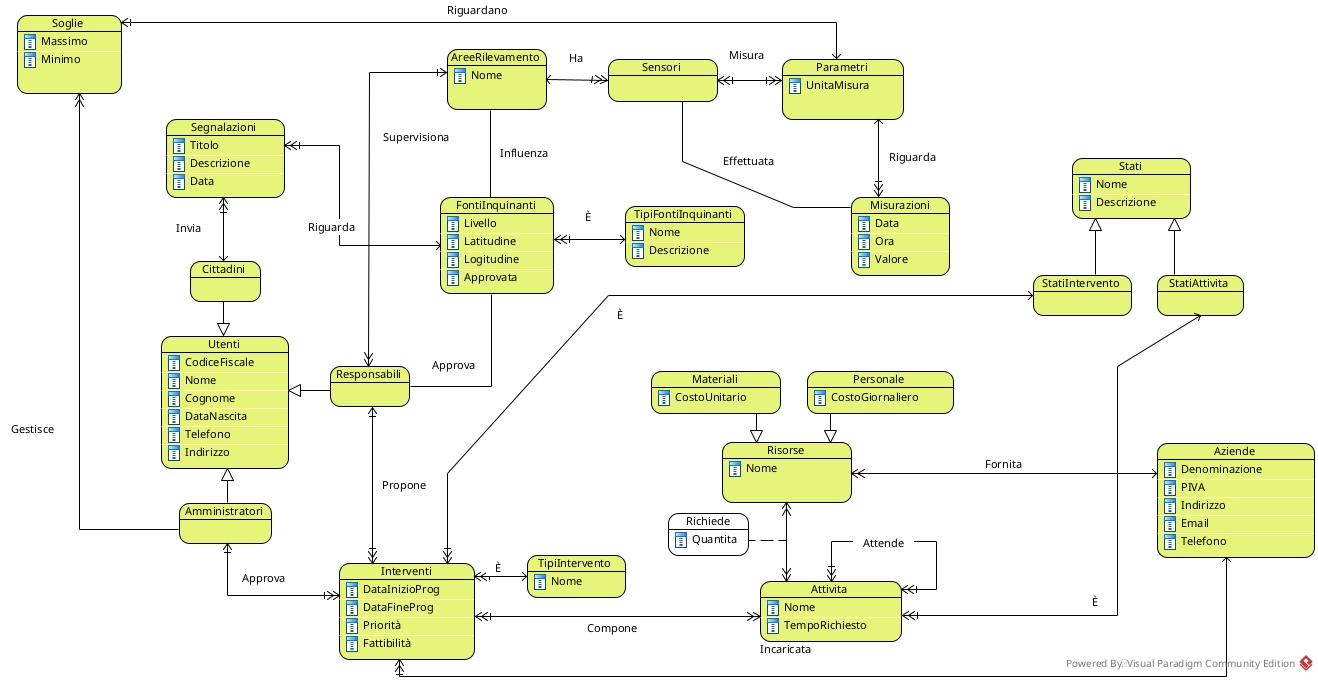 Riguardano
Soglie
Massimo
Minimo
AreeRilevamento
Nome
Ha
Sensori
Misura
Parametri
UnitaMisura
Segnalazioni
Titolo
Descrizione
Data
Supervisiona
Influenza
Effettuata
Riguarda
Stati
Nome
Descrizione
Invia
Riguarda
FontiInquinanti
Livello
Latitudine
Logitudine
Approvata
È
TipiFontiInquinanti
Nome
Descrizione
Misurazioni
Data
Ora
Valore
Cittadini
StatiIntervento
StatiAttivita
È
Utenti
CodiceFiscale
Nome
Cognome
DataNascita
Telefono
Indirizzo
Responsabili
Approva
Materiali
CostoUnitario
Personale
CostoGiornaliero
Gestisce
Risorse
Nome
Fornita
Aziende
Denominazione
PIVA
Indirizzo
Email
Telefono
Propone
Amministratori
Richiede
Quantita
Attende
Approva
Interventi
DataInizioProg
DataFineProg
Priorità
Fattibilità
È
TipiIntervento
Nome
Compone
Attivita
Nome
TempoRichiesto
È
Incaricata
Powered By Visual Paradigm Community Edition